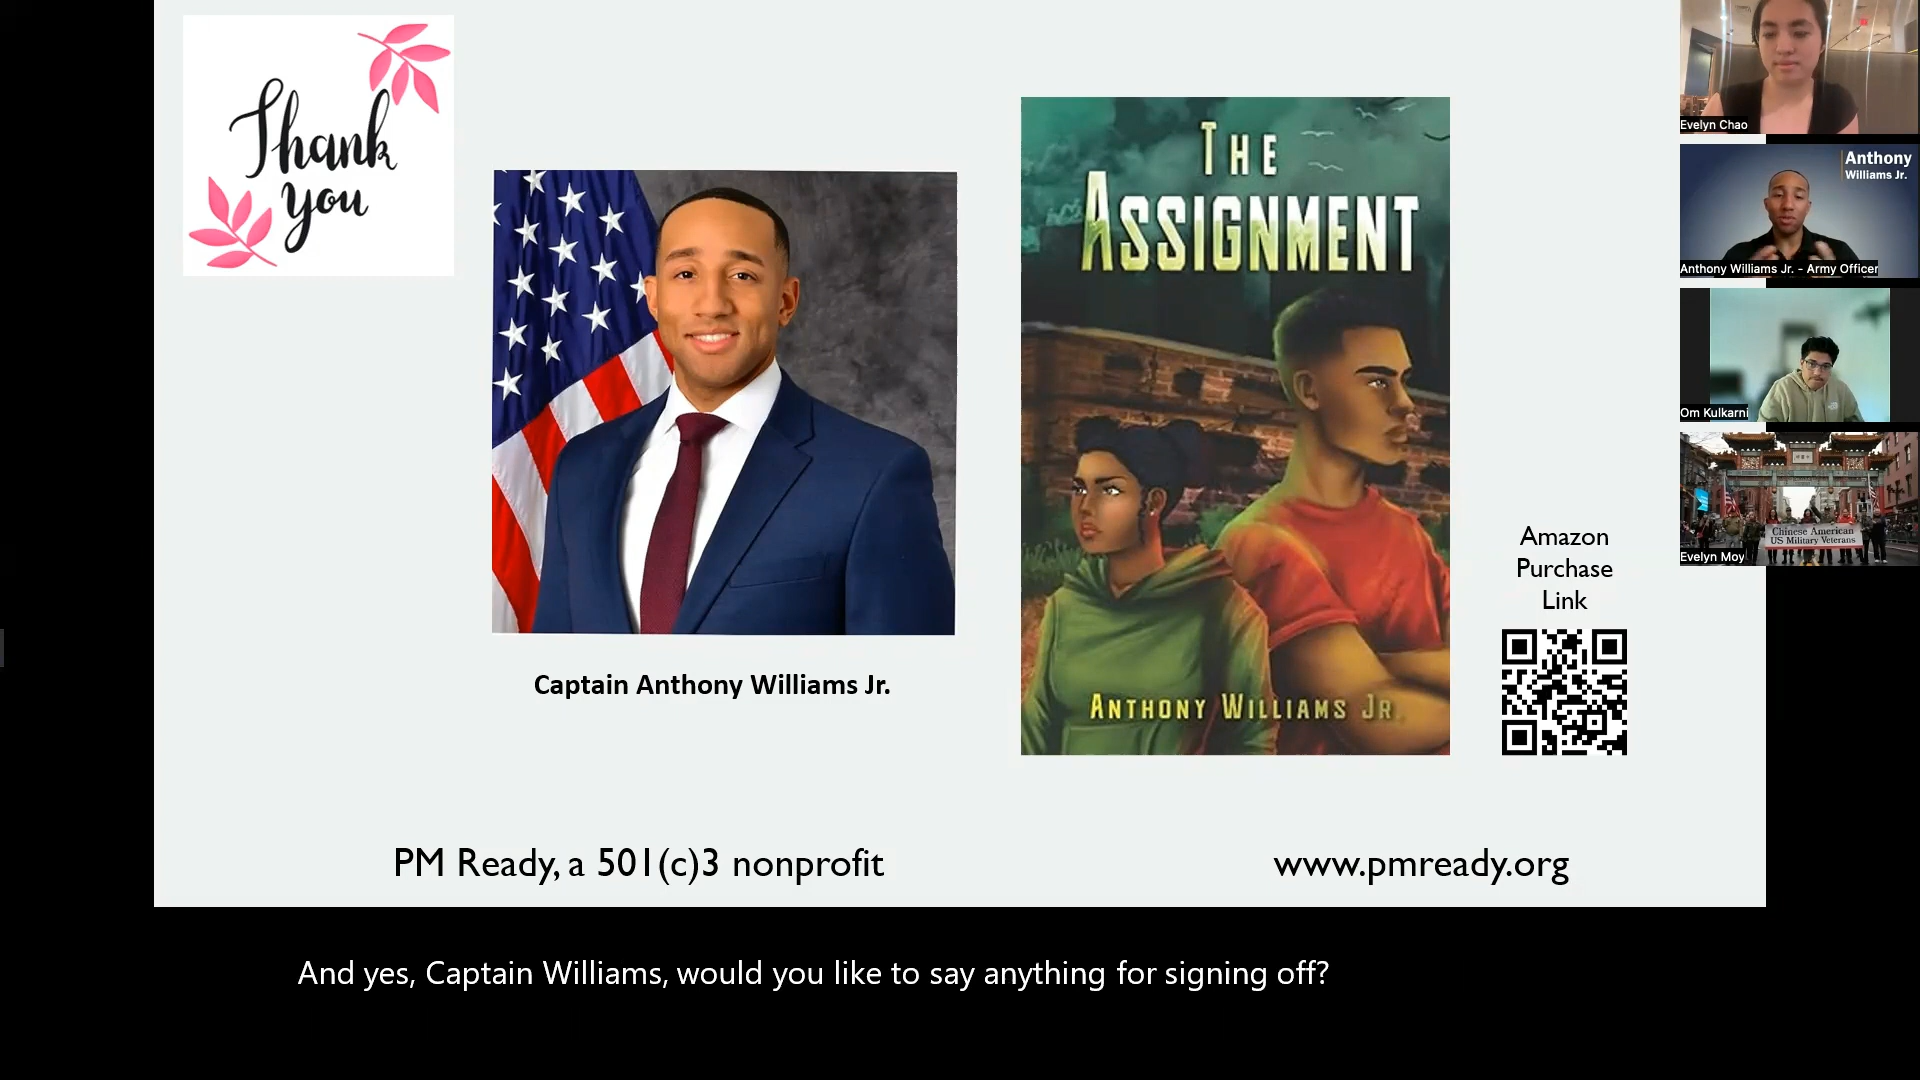 Thank
you
THE
ASSIGNMENT
ANTHONY WILLIAMS JR.
Captain Anthony Williams Jr.
Amazon
Purchase
Link
PM Ready, a 501(c)3 nonprofit
www.pmready.org
Evelyn Chao
Anthony
Williams Jr.
Anthony Williams Jr. - Army Officer
Om Kulkarni
Chinese American
US Military Veterans
Evelyn Moy
And yes, Captain Williams, would you like to say anything for signing off?